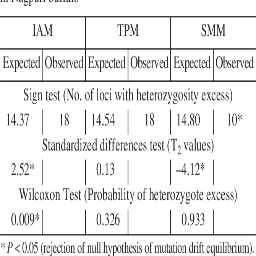 in Nagpuri buffalo
IAM TPM SMM
Expected Observed Expected Observed Expected Observed
Sign test (No. of loci with heterozygosity excess)
14.37 18 14.54 18 14.80 10*
Standardized differences test (T2 values)
2.52* 0.13 –4.12*
Wilcoxon Test (Probability of heterozygote excess)
0.009* 0.326 0.933
* P < 0.05 (rejection of null hypothesis of mutation drift equilibrium).